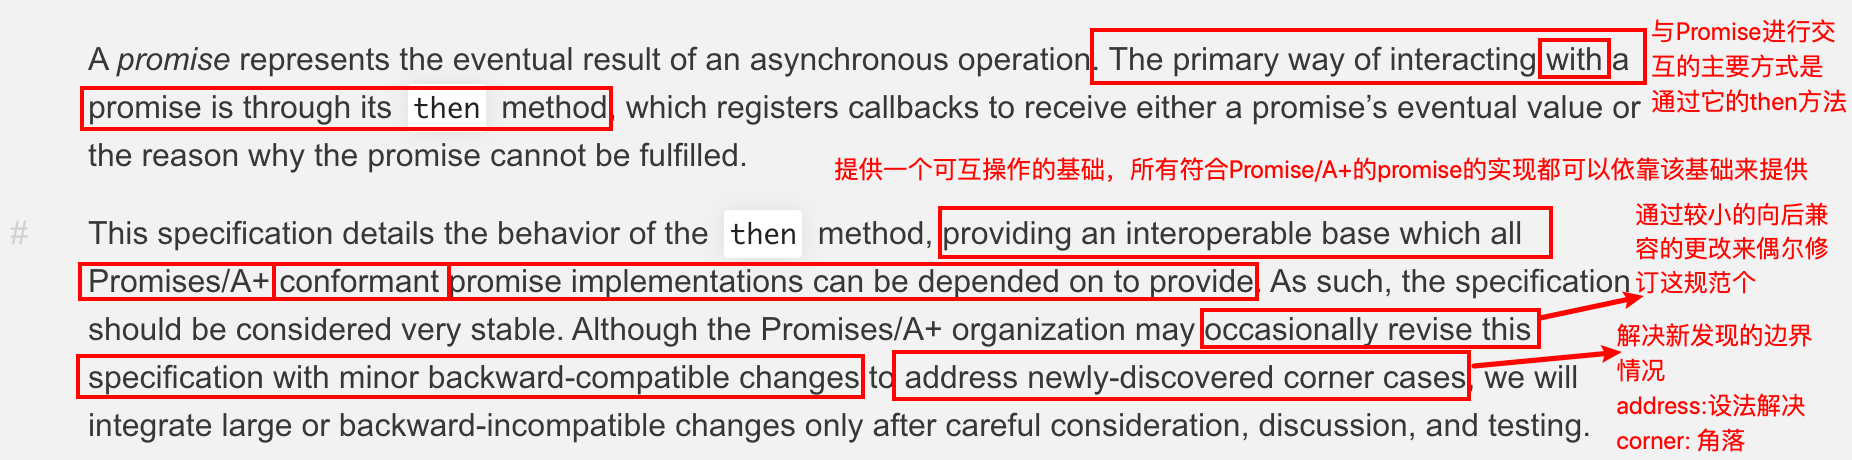 A promise represents the eventual result of an asynchronous operation. The primary way of interacting with a
promise is through its then method, which registers callbacks to receive either a promise’s eventual value or
the reason why the promise cannot be fulfilled.
与Promise进行交
互的主要方式是
通过它的then方法
提供一个可互操作的基础，所有符合Promise/A+的promise的实现都可以依靠该基础来提供
#
This specification details the behavior of the then method, providing an interoperable base which all
Promises/A+ conformant promise implementations can be depended on to provide. As such, the specification
should be considered very stable. Although the Promises/A+ organization may occasionally revise this
specification with minor backward-compatible changes to address newly-discovered corner cases, we will
integrate large or backward-incompatible changes only after careful consideration, discussion, and testing.
通过较小的向后兼
容的更改来偶尔修
订这规范个
解决新发现的边界
情况
address:设法解决
corner: 角落